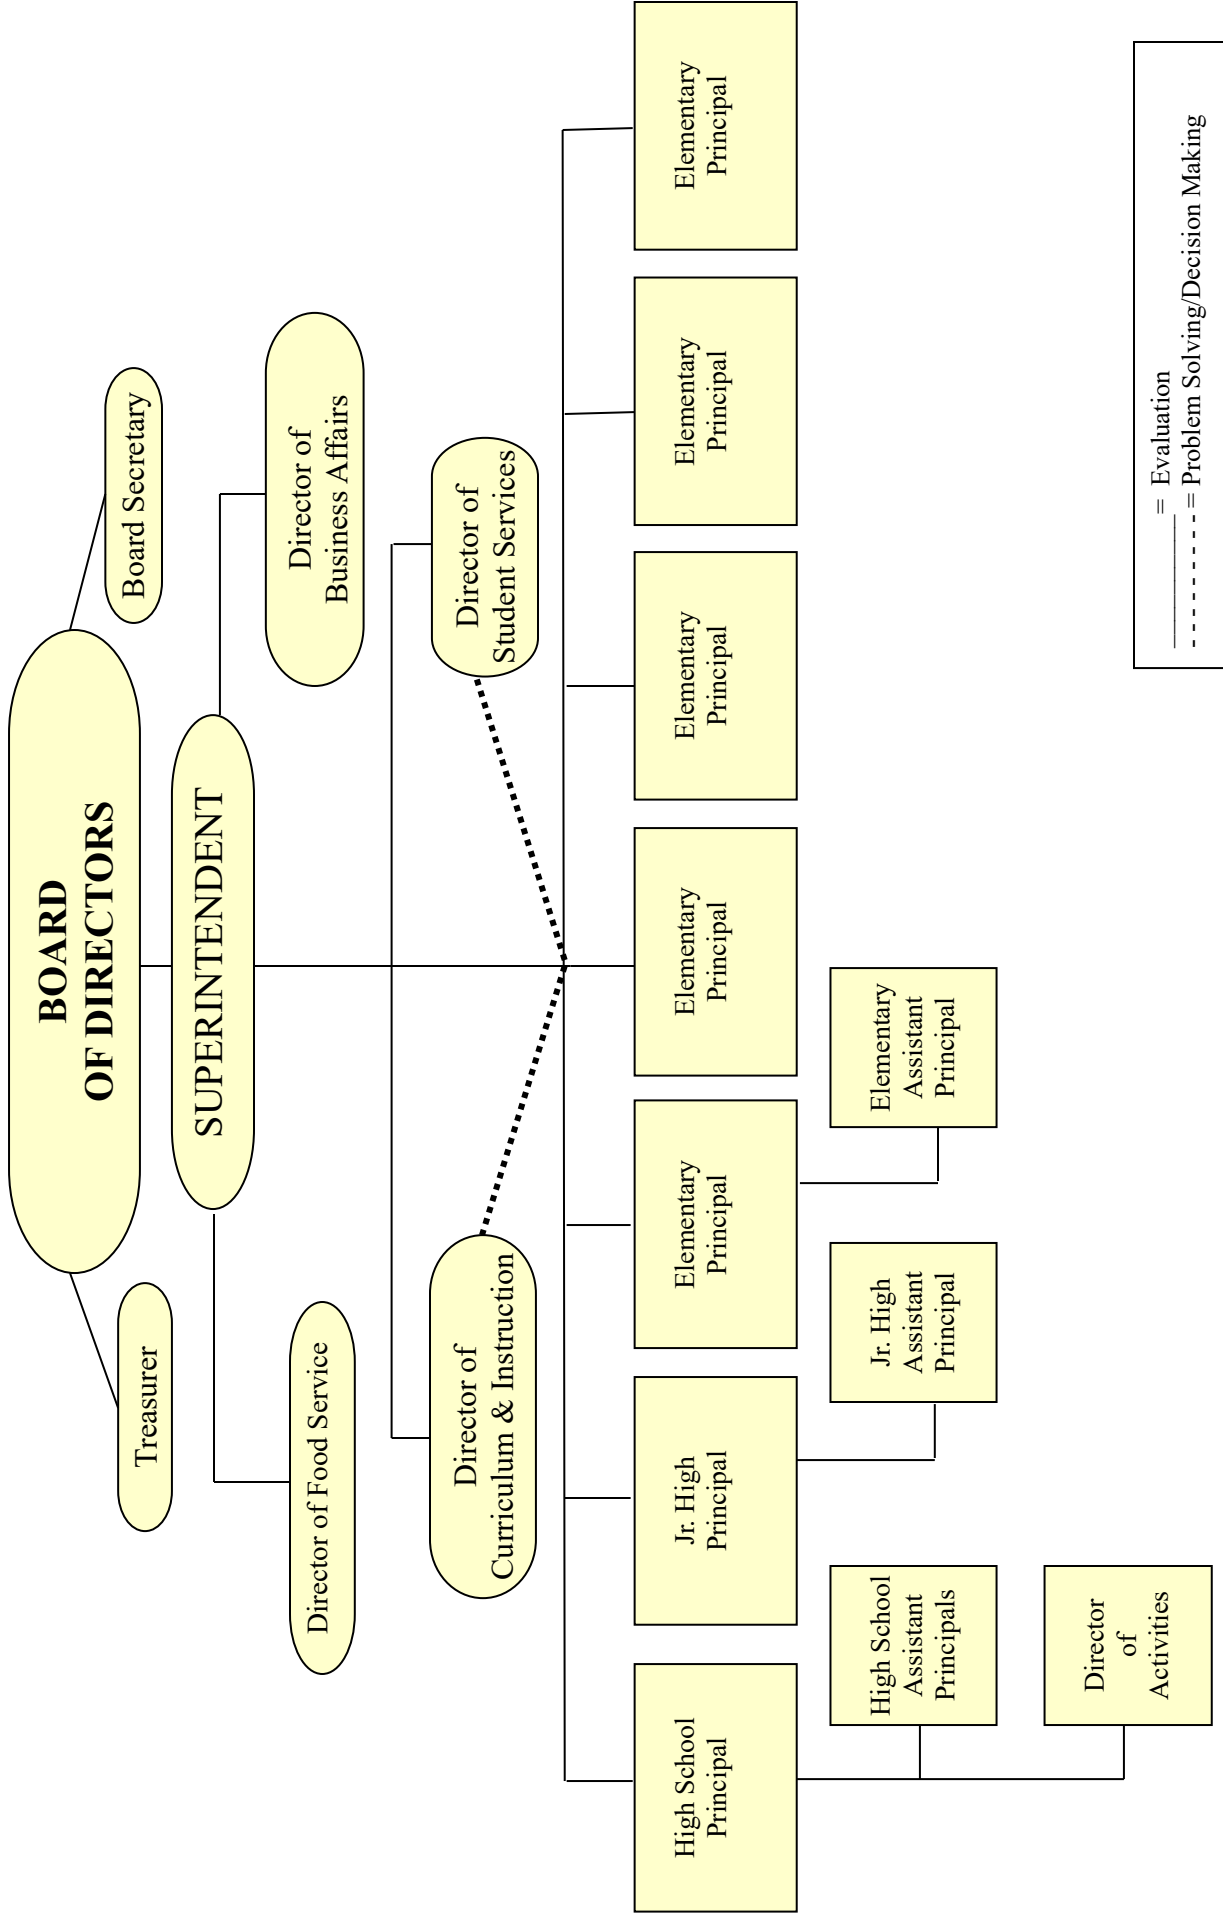 BOARD
OF DIRECTORS
Treasurer
Board Secretary
SUPERINTENDENT
Director of Food Service
Director of
Business Affairs
Director of
Curriculum & Instruction
Director of
Student Services
High School
Principal
Jr. High
Principal
Elementary
Principal
Elementary
Principal
Elementary
Principal
Elementary
Principal
Elementary
Principal
High School
Assistant
Principals
Jr. High
Assistant
Principal
Elementary
Assistant
Principal
Director
of
Activities
__________= Evaluation
- - - - - - - - - = Problem Solving/Decision Making